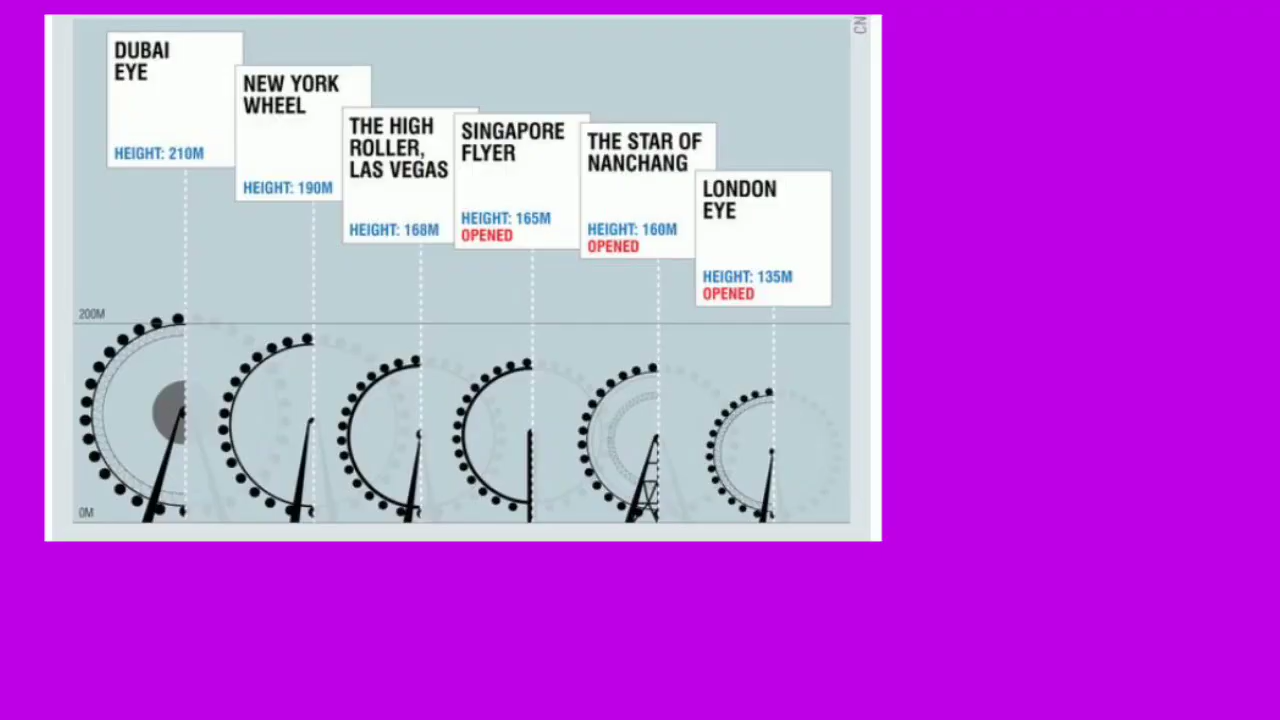 CN
DUBAI
EYE
HEIGHT: 210M
NEW YORK
WHEEL
HEIGHT: 190M
THE HIGH
ROLLER,
LAS VEGAS
HEIGHT: 168M
SINGAPORE
FLYER
HEIGHT: 165M
OPENED
THE STAR OF
NANCHANG
HEIGHT: 160M
OPENED
LONDON
EYE
HEIGHT: 135M
OPENED
200M
0M